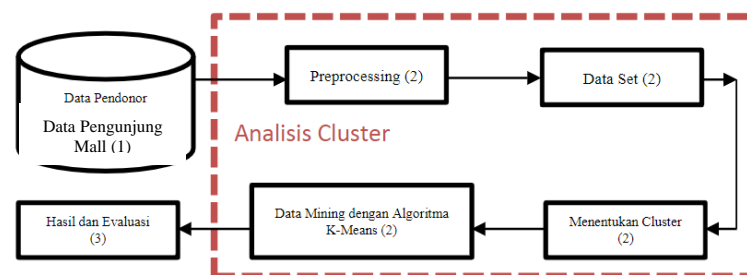 Data Pendonor
Data Pengunjung
Mall (1)
Preprocessing (2)
Data Set (2)
Analisis Cluster
Menentukan Cluster
(2)
Data Mining dengan Algoritma
K-Means (2)
Hasil dan Evaluasi
(3)